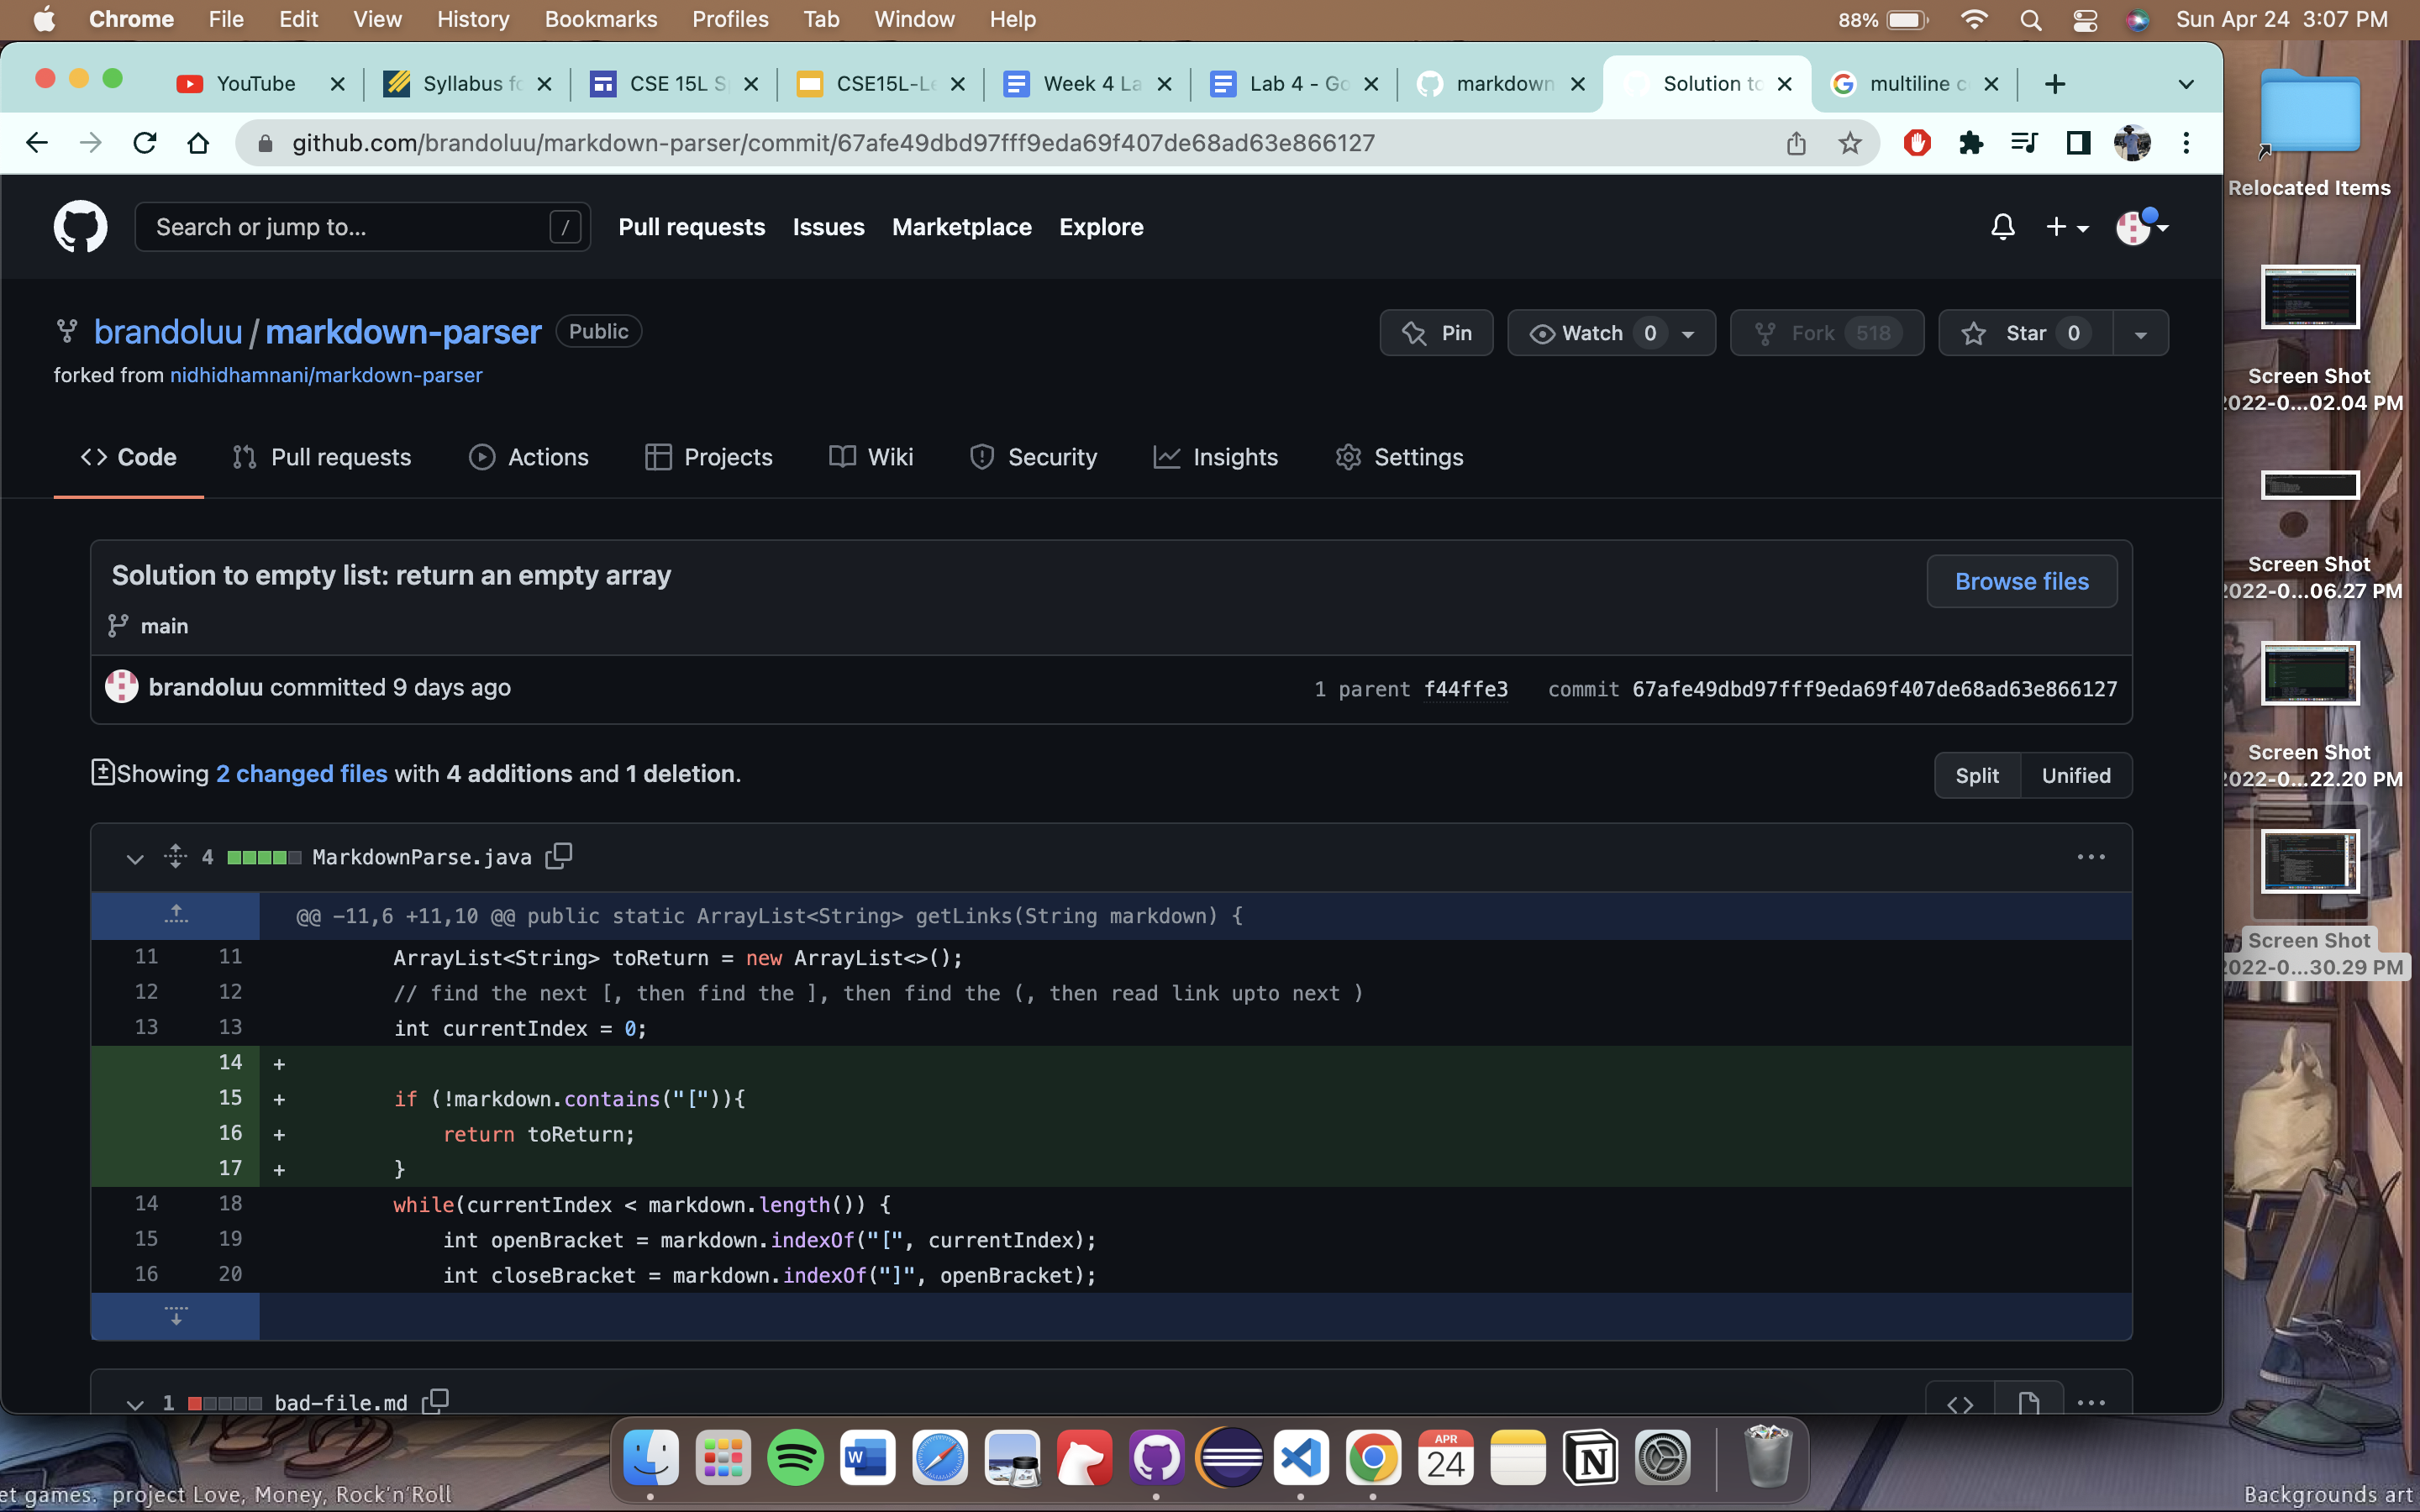 Chrome File Edit View History Bookmarks Profiles Tab Window Help 88% Sun Apr 24 3:07 PM
YouTube Syllabus fo CSE 15L S CSE15L-Le Week 4 La Lab 4 - Go markdown Solution to multiline c
github.com/brandoluu/markdown-parser/commit/67afe49dbd97fff9eda69f407de68ad63e866127
Search or jump to... / Pull requests Issues Marketplace Explore
brandoluu / markdown-parser Public Pin Watch 0 Fork 518 Star 0
forked from nidhidhamnani/markdown-parser
Code Pull requests Actions Projects Wiki Security Insights Settings
Solution to empty list: return an empty array Browse files
main
brandoluu committed 9 days ago 1 parent f44ffe3 commit 67afe49dbd97fff9eda69f407de68ad63e866127
Showing 2 changed files with 4 additions and 1 deletion. Split Unified
4 MarkdownParse.java
@@ -11,6 +11,10 @@ public static ArrayList<String> getLinks(String markdown) {
11 11 ArrayList<String> toReturn = new ArrayList<>();
12 12 // find the next [, then find the ], then find the (, then read link upto next )
13 13 int currentIndex = 0;
14 +
15 + if (!markdown.contains("[")){
16 + return toReturn;
17 + }
14 18 while(currentIndex < markdown.length()) {
15 19 int openBracket = markdown.indexOf("[", currentIndex);
16 20 int closeBracket = markdown.indexOf("]", openBracket);
1 bad-file.md
Relocated Items
Screen Shot
2022-0...02.04 PM
Screen Shot
2022-0...06.27 PM
Screen Shot
2022-0...22.20 PM
Screen Shot
2022-0...30.29 PM
W
APR
24
N
et games. project Love, Money, Rock'n'Roll
Backgrounds art